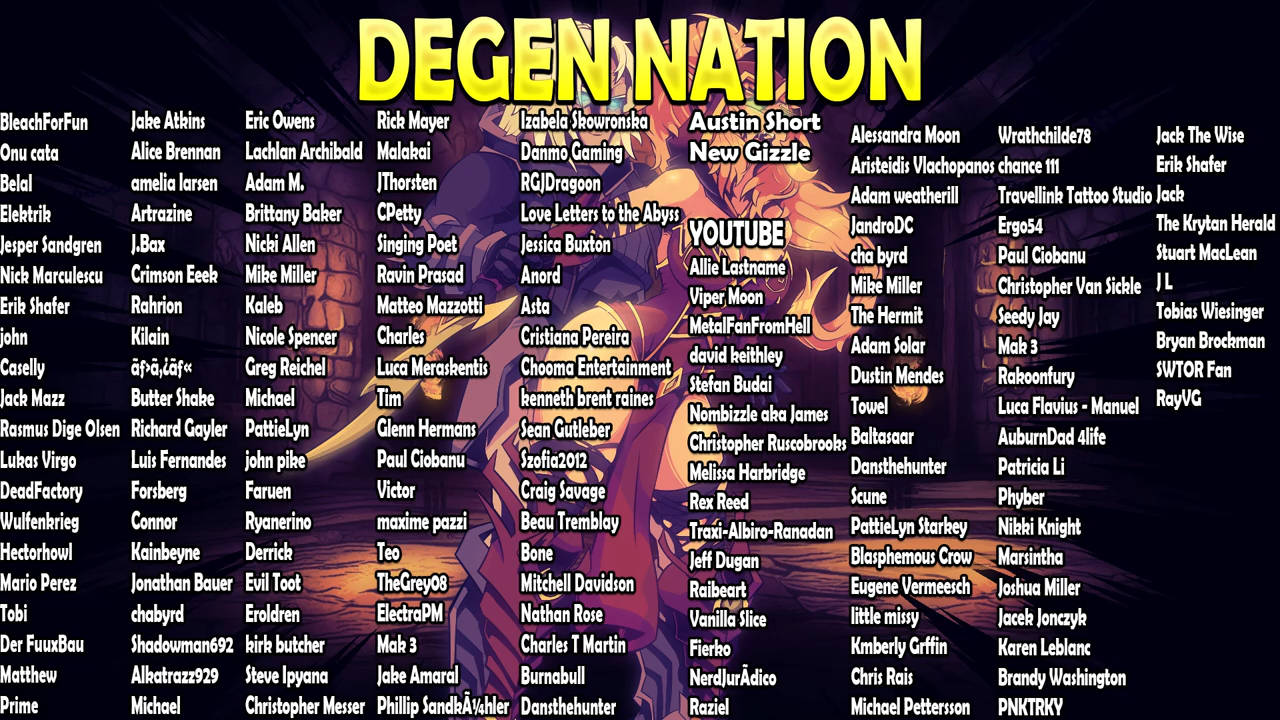 DEGEN NATION
BleachForFun
Onu cata
Belal
Elektrik
Jesper Sandgren
Nick Marculescu
Erik Shafer
john
Caselly
Jack Mazz
Rasmus Dige Olsen
Lukas Virgo
DeadFactory
Wulfenkrieg
Hectorhowl
Mario Perez
Tobi
Der FuuxBau
Matthew
Prime
Jake Atkins
Alice Brennan
amelia larsen
Artrazine
J.Bax
Crimson Eeek
Rahrion
Kilain
ãƒ›ã‚¿ãƒ«
Butter Shake
Richard Gayler
Luis Fernandes
Forsberg
Connor
Kainbeyne
Jonathan Bauer
chabyrd
Shadowman692
Alkatrazz929
Michael
Eric Owens
Lachlan Archibald
Adam M.
Brittany Baker
Nicki Allen
Mike Miller
Kaleb
Nicole Spencer
Greg Reichel
Michael
PattieLyn
john pike
Faruen
Ryanerino
Derrick
Evil Toot
Eroldren
kirk butcher
Steve Ipyana
Christopher Messer
Rick Mayer
Malakai
JThorsten
CPetty
Singing Poet
Ravin Prasad
Matteo Mazzotti
Charles
Luca Meraskentis
Tim
Glenn Hermans
Paul Ciobanu
Victor
maxime pazzi
Teo
TheGrey08
ElectraPM
Mak 3
Jake Amaral
Phillip SandkÃ¼hler
Izabela Skowronska
Danmo Gaming
RGJDragoon
Love Letters to the Abyss
Jessica Buxton
Anord
Asta
Cristiana Pereira
Chooma Entertainment
kenneth brent raines
Sean Gutleber
Szofia2012
Craig Savage
Beau Tremblay
Bone
Mitchell Davidson
Nathan Rose
Charles T Martin
Burnabull
Dansthehunter
Austin Short
New Gizzle
YOUTUBE
Allie Lastname
Viper Moon
MetalFanFromHell
david keithley
Stefan Budai
Nombizzle aka James
Christopher Ruscobrooks
Melissa Harbridge
Rex Reed
Traxi-Albiro-Ranadan
Jeff Dugan
Raibeart
Vanilla Slice
Fierko
NerdJurÃdico
Raziel
Alessandra Moon
Aristeidis Vlachopanos
Adam weatherill
JandroDC
cha byrd
Mike Miller
The Hermit
Adam Solar
Dustin Mendes
Towel
Baltasaar
Dansthehunter
Scune
PattieLyn Starkey
Blasphemous Crow
Eugene Vermeesch
little missy
Kmberly Grffin
Chris Rais
Michael Pettersson
Wrathchilde78
chance 111
Travellink Tattoo Studio
Ergo54
Paul Ciobanu
Christopher Van Sickle
Seedy Jay
Mak 3
Rakoonfury
Luca Flavius - Manuel
AuburnDad 4life
Patricia Li
Phyber
Nikki Knight
Marsintha
Joshua Miller
Jacek Jonczyk
Karen Leblanc
Brandy Washington
PNKTRKY
Jack The Wise
Erik Shafer
Jack
The Krytan Herald
Stuart MacLean
J L
Tobias Wiesinger
Bryan Brockman
SWTOR Fan
RayVG